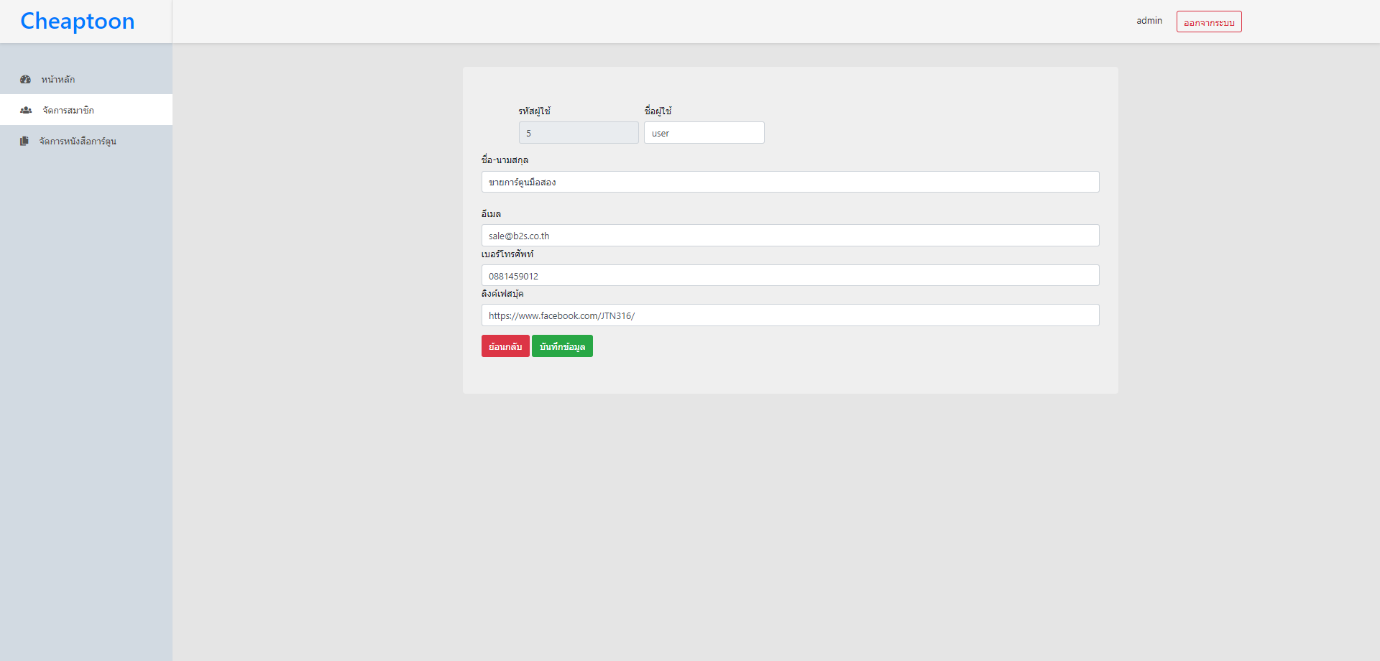 Cheaptoon
admin ออกจากระบบ
หน้าหลัก
จัดการสมาชิก
จัดการหนังสือการ์ตูน
รหัสผู้ใช้ ชื่อผู้ใช้
5 user
ชื่อ-นามสกุล
ขายการ์ตูนมือสอง
อีเมล
sale@b2s.co.th
เบอร์โทรศัพท์
0881459012
ลิงค์เฟสบุ๊ค
https://www.facebook.com/JTN316/
ย้อนกลับ บันทึกข้อมูล